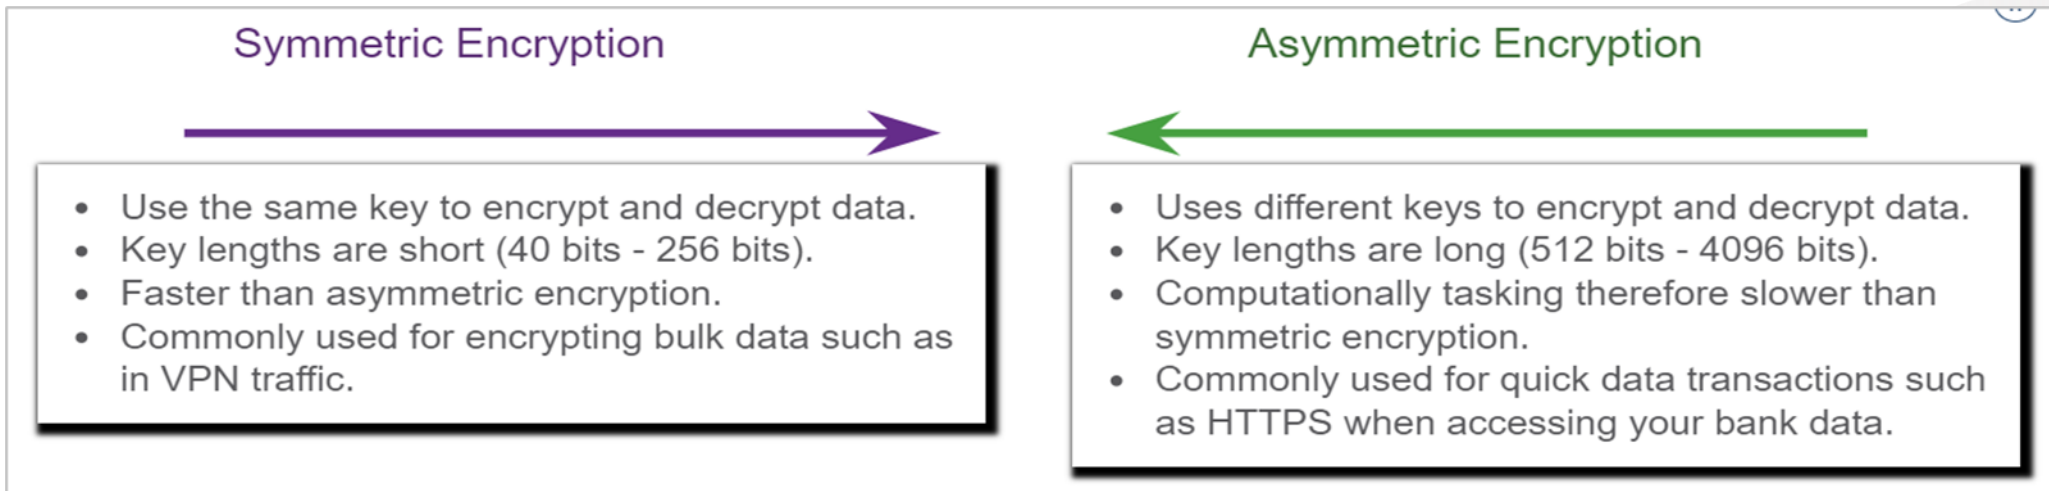 Symmetric Encryption
• Use the same key to encrypt and decrypt data.
• Key lengths are short (40 bits - 256 bits).
• Faster than asymmetric encryption.
• Commonly used for encrypting bulk data such as
in VPN traffic.
Asymmetric Encryption
• Uses different keys to encrypt and decrypt data.
• Key lengths are long (512 bits - 4096 bits).
• Computationally tasking therefore slower than
symmetric encryption.
• Commonly used for quick data transactions such
as HTTPS when accessing your bank data.